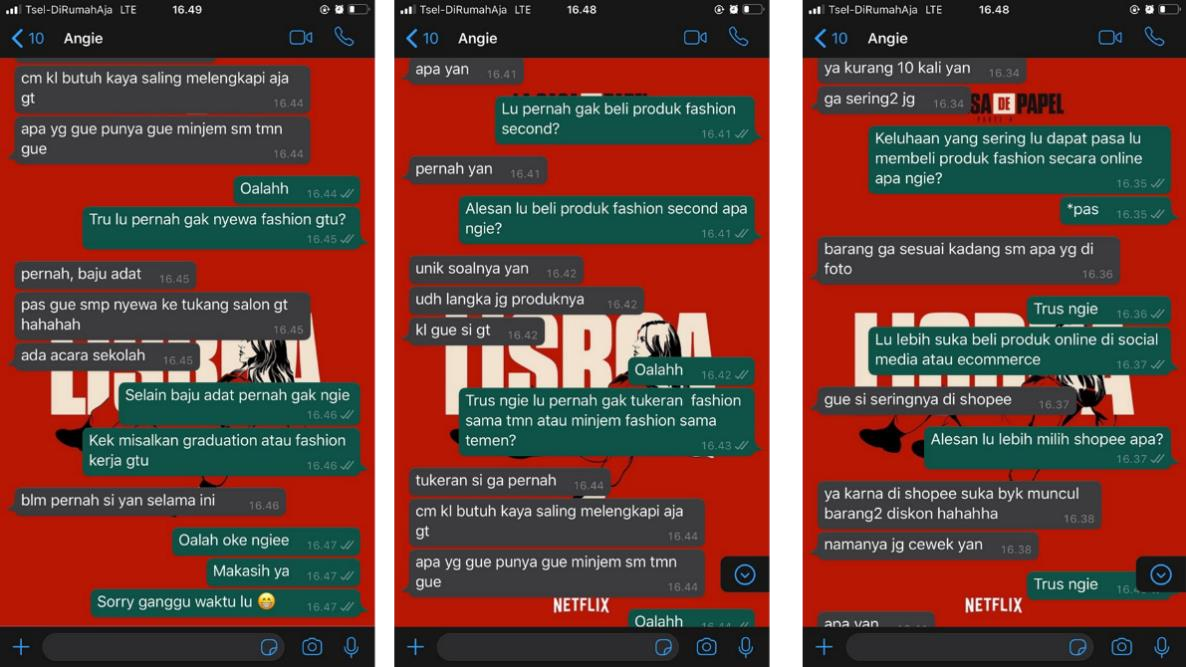 Tsel-DiRumahAja LTE 16.49
10 Angie
cm kl butuh kaya saling melengkapi aja
gt 16.44
apa yg gue punya gue minjem sm tmn
gue 16.44
Oalahh 16.44
Tru lu pernah gak nyewa fashion gtu?
16.45
pernah, baju adat 16.45
pas gue smp nyewa ke tukang salon gt
hahahah 16.45
ada acara sekolah 16.45
Selain baju adat pernah gak ngie
16.46
Kek misalkan graduation atau fashion
kerja gtu 16.46
blm pernah si yan selama ini 16.46
Oalah oke ngiee 16.47
Makasih ya 16.47
Sorry ganggu waktu lu 😁 16.47
Tsel-DiRumahAja LTE 16.48
10 Angie
apa yan 16.41
Lu pernah gak beli produk fashion
second? 16.41
pernah yan 16.41
Alesan lu beli produk fashion second apa
ngie? 16.41
unik soalnya yan 16.42
udh langka jg produknya 16.42
kl gue si gt 16.42
Oalahh 16.42
Trus ngie lu pernah gak tukeran fashion
sama tmn atau minjem fashion sama
temen? 16.43
tukeran si ga pernah 16.44
cm kl butuh kaya saling melengkapi aja
gt 16.44
apa yg gue punya gue minjem sm tmn
gue 16.44
NETFLIX
Oalahh 16.44
Tsel-DiRumahAja LTE 16.48
10 Angie
ya kurang 10 kali yan 16.34
ga sering2 jg 16.34
SA DE PAPEL
Keluhaan yang sering lu dapat pasa lu
membeli produk fashion secara online
apa ngie? 16.35
*pas 16.35
barang ga sesuai kadang sm apa yg di
foto 16.36
Trus ngie 16.36
Lu lebih suka beli produk online di social
media atau ecommerce 16.37
gue si seringnya di shopee 16.37
Alesan lu lebih milih shopee apa?
16.37
ya karna di shopee suka byk muncul
barang2 diskon hahahha 16.38
namanya jg cewek yan 16.38
Trus ngie
NETFLIX
apa yan